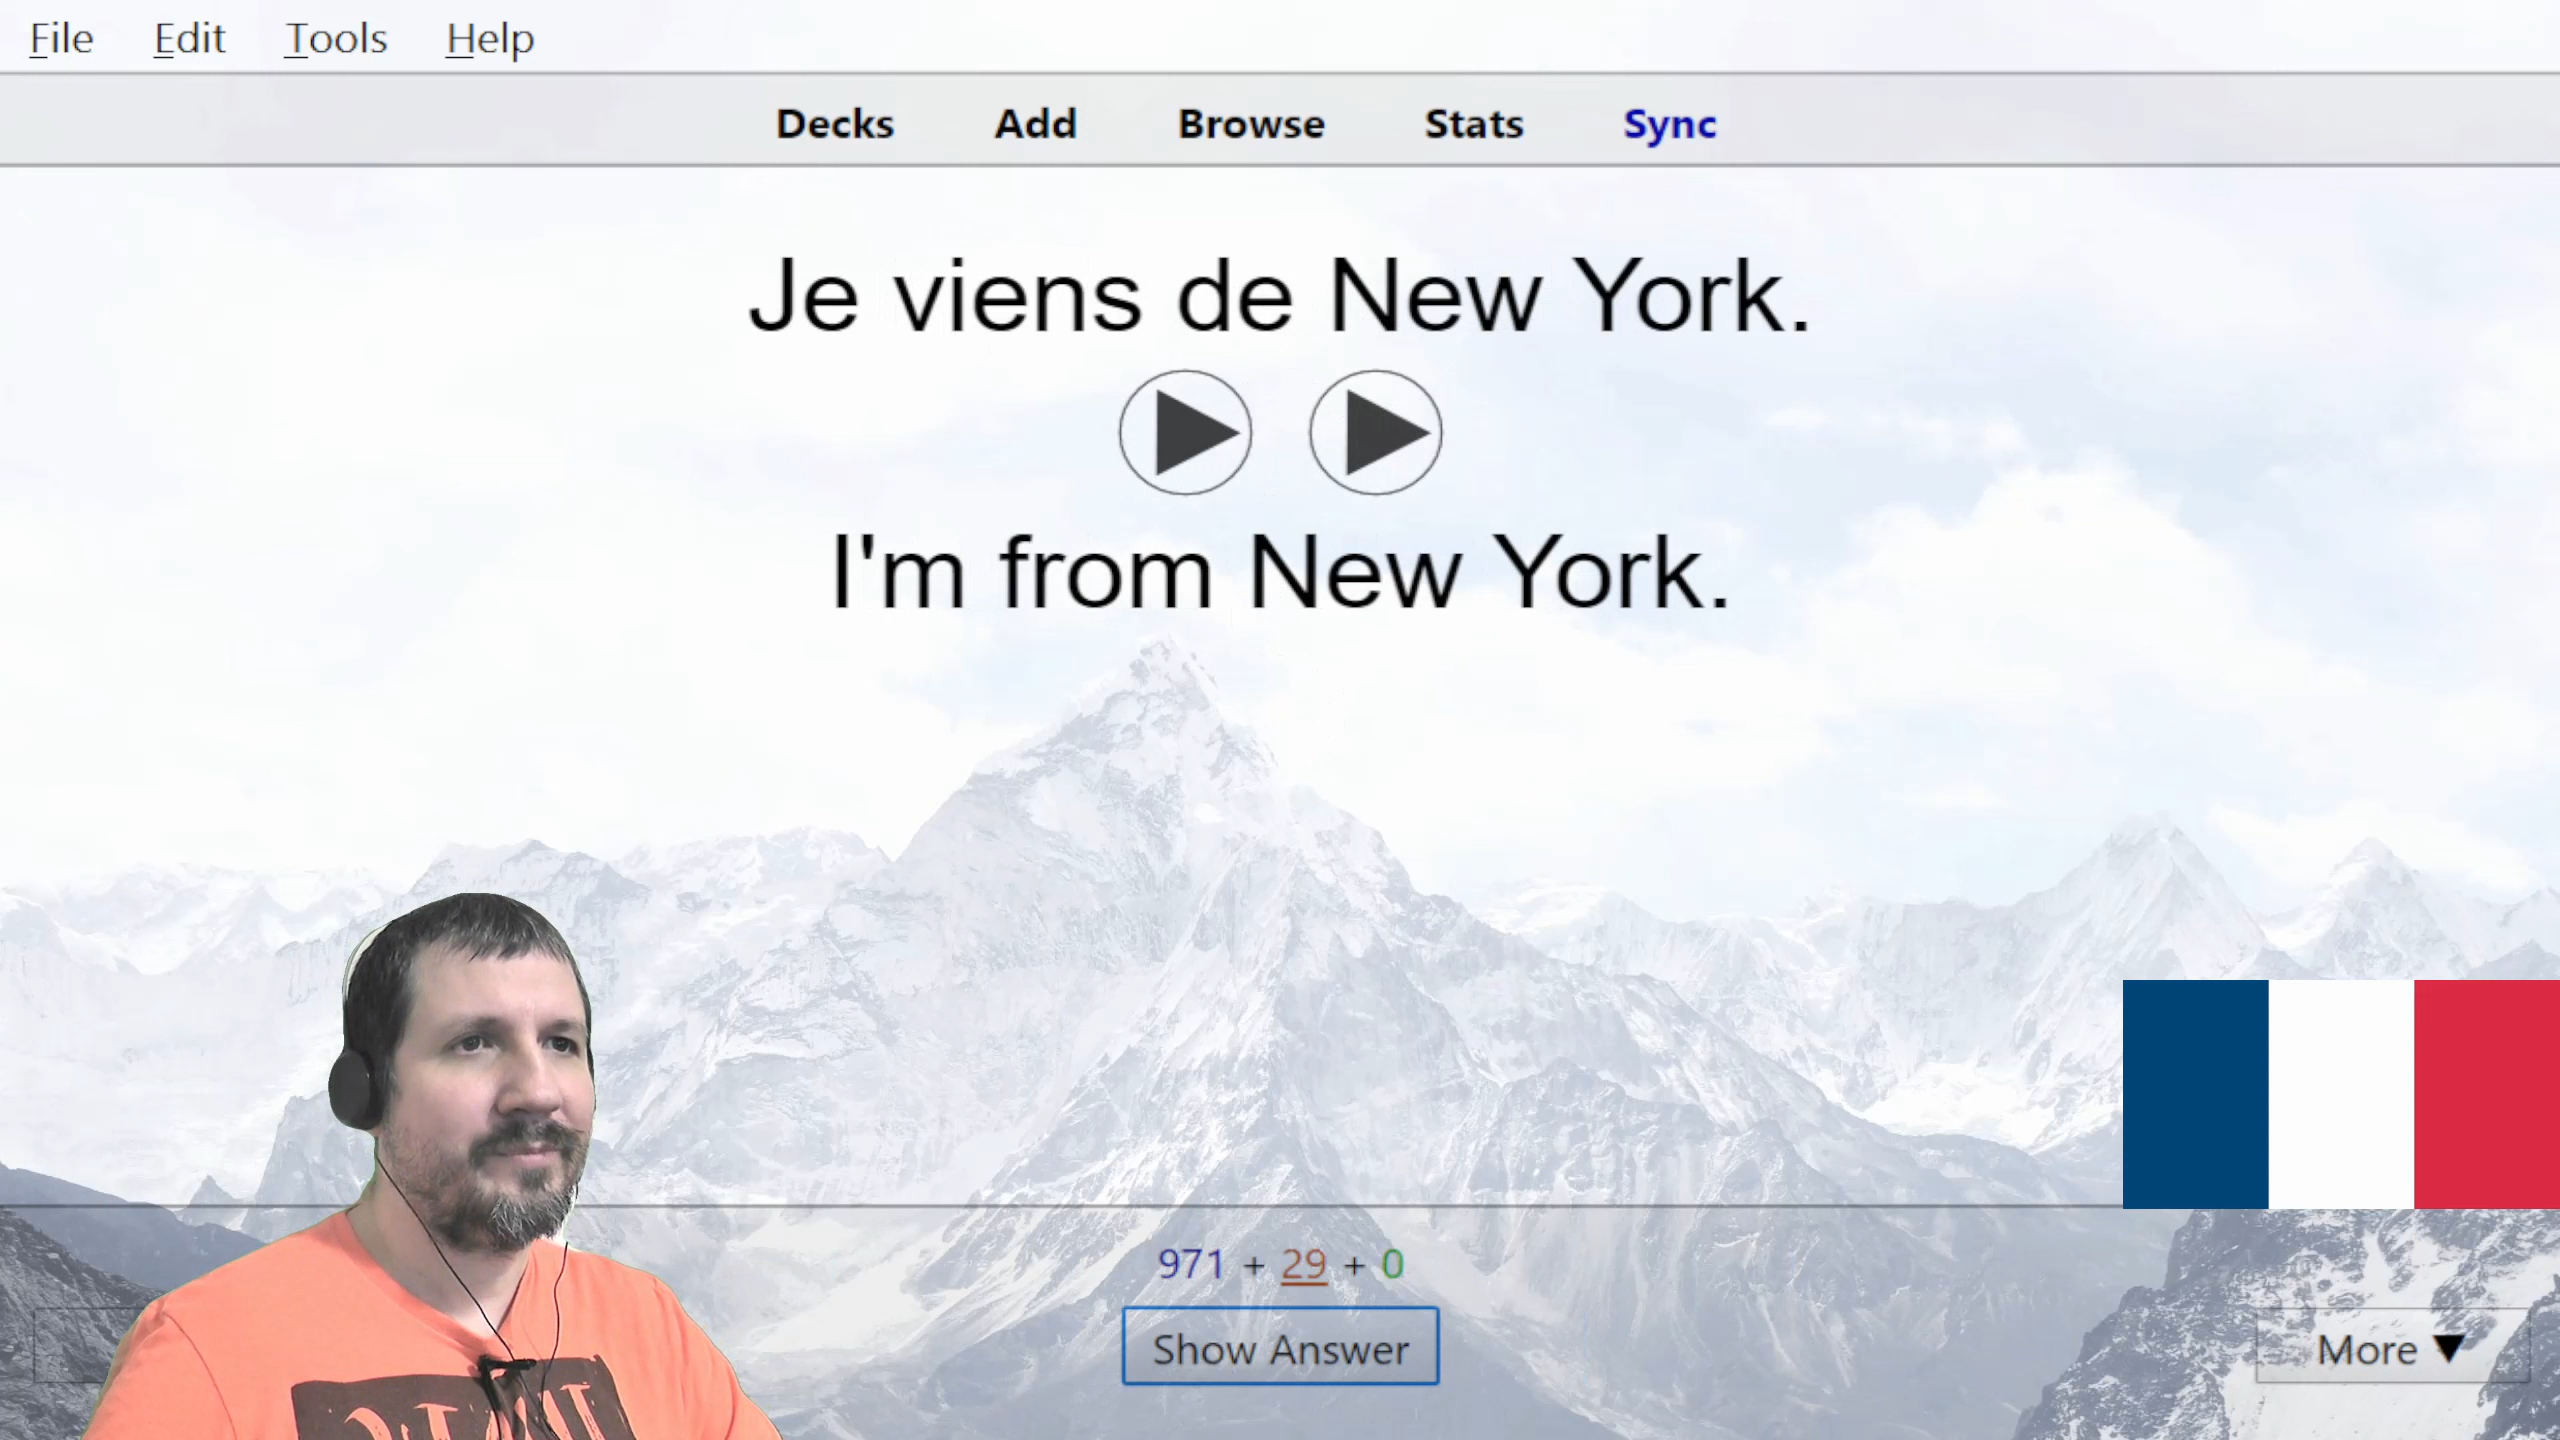 File Edit Tools Help
Decks Add Browse Stats Sync
Je viens de New York.
I'm from New York.
971 + 29 + 0
Show Answer
More ▼